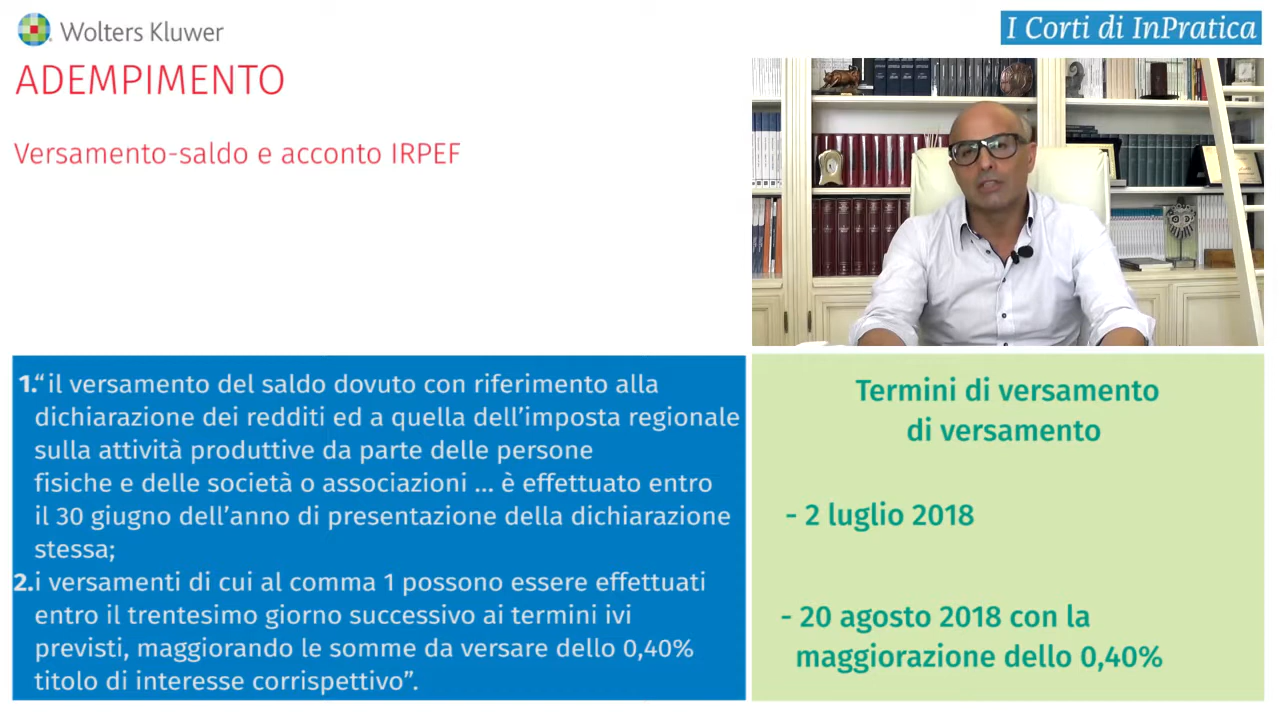 Wolters Kluwer
I Corti di InPratica
ADEMPIMENTO
Versamento-saldo e acconto IRPEF
1.“il versamento del saldo dovuto con riferimento alla
dichiarazione dei redditi ed a quella dell’imposta regionale
sulla attività produttive da parte delle persone
fisiche e delle società o associazioni ... è effettuato entro
il 30 giugno dell’anno di presentazione della dichiarazione
stessa;
2.i versamenti di cui al comma 1 possono essere effettuati
entro il trentesimo giorno successivo ai termini ivi
previsti, maggiorando le somme da versare dello 0,40%
titolo di interesse corrispettivo”.
Termini di versamento
di versamento
- 2 luglio 2018
- 20 agosto 2018 con la
maggiorazione dello 0,40%